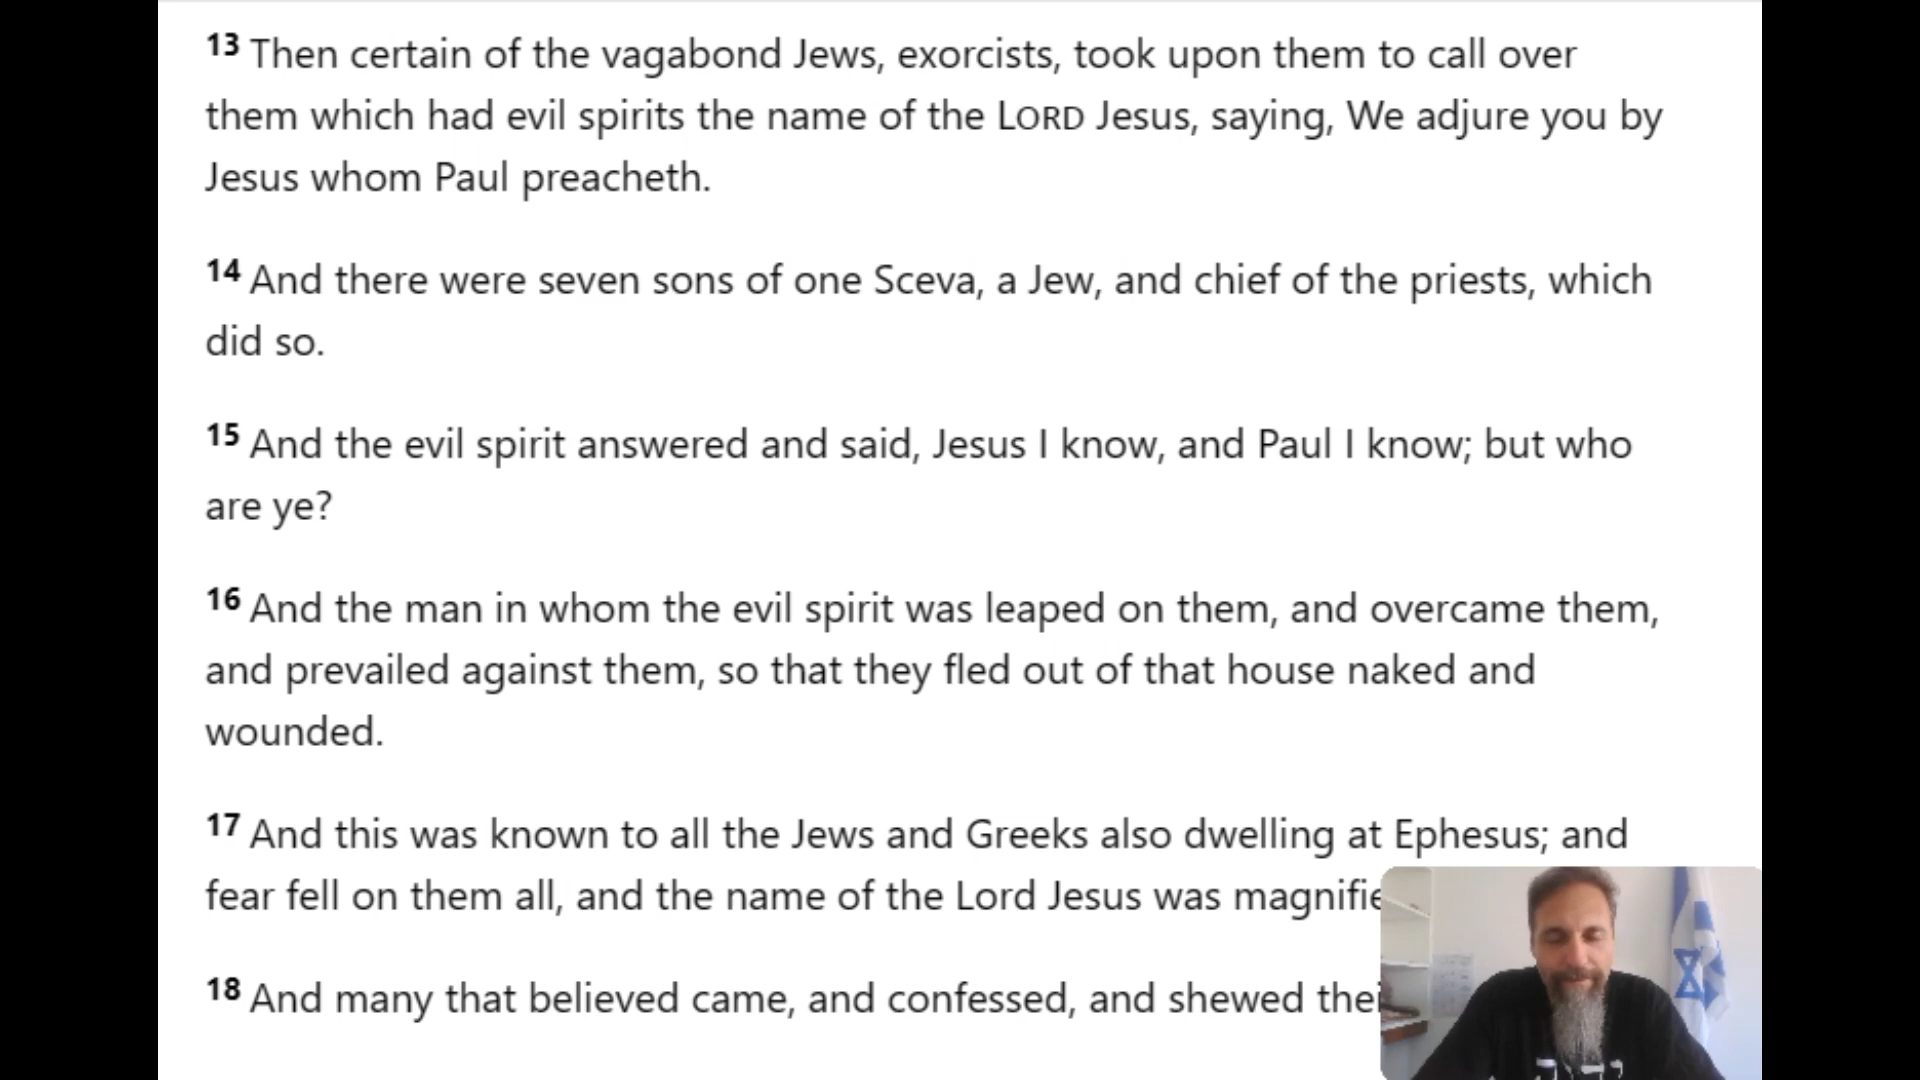 13 Then certain of the vagabond Jews, exorcists, took upon them to call over
them which had evil spirits the name of the LORD Jesus, saying, We adjure you by
Jesus whom Paul preacheth.
14 And there were seven sons of one Sceva, a Jew, and chief of the priests, which
did so.
15 And the evil spirit answered and said, Jesus I know, and Paul I know; but who
are ye?
16 And the man in whom the evil spirit was leaped on them, and overcame them,
and prevailed against them, so that they fled out of that house naked and
wounded.
17 And this was known to all the Jews and Greeks also dwelling at Ephesus; and
fear fell on them all, and the name of the Lord Jesus was magnifie
18 And many that believed came, and confessed, and shewed thei